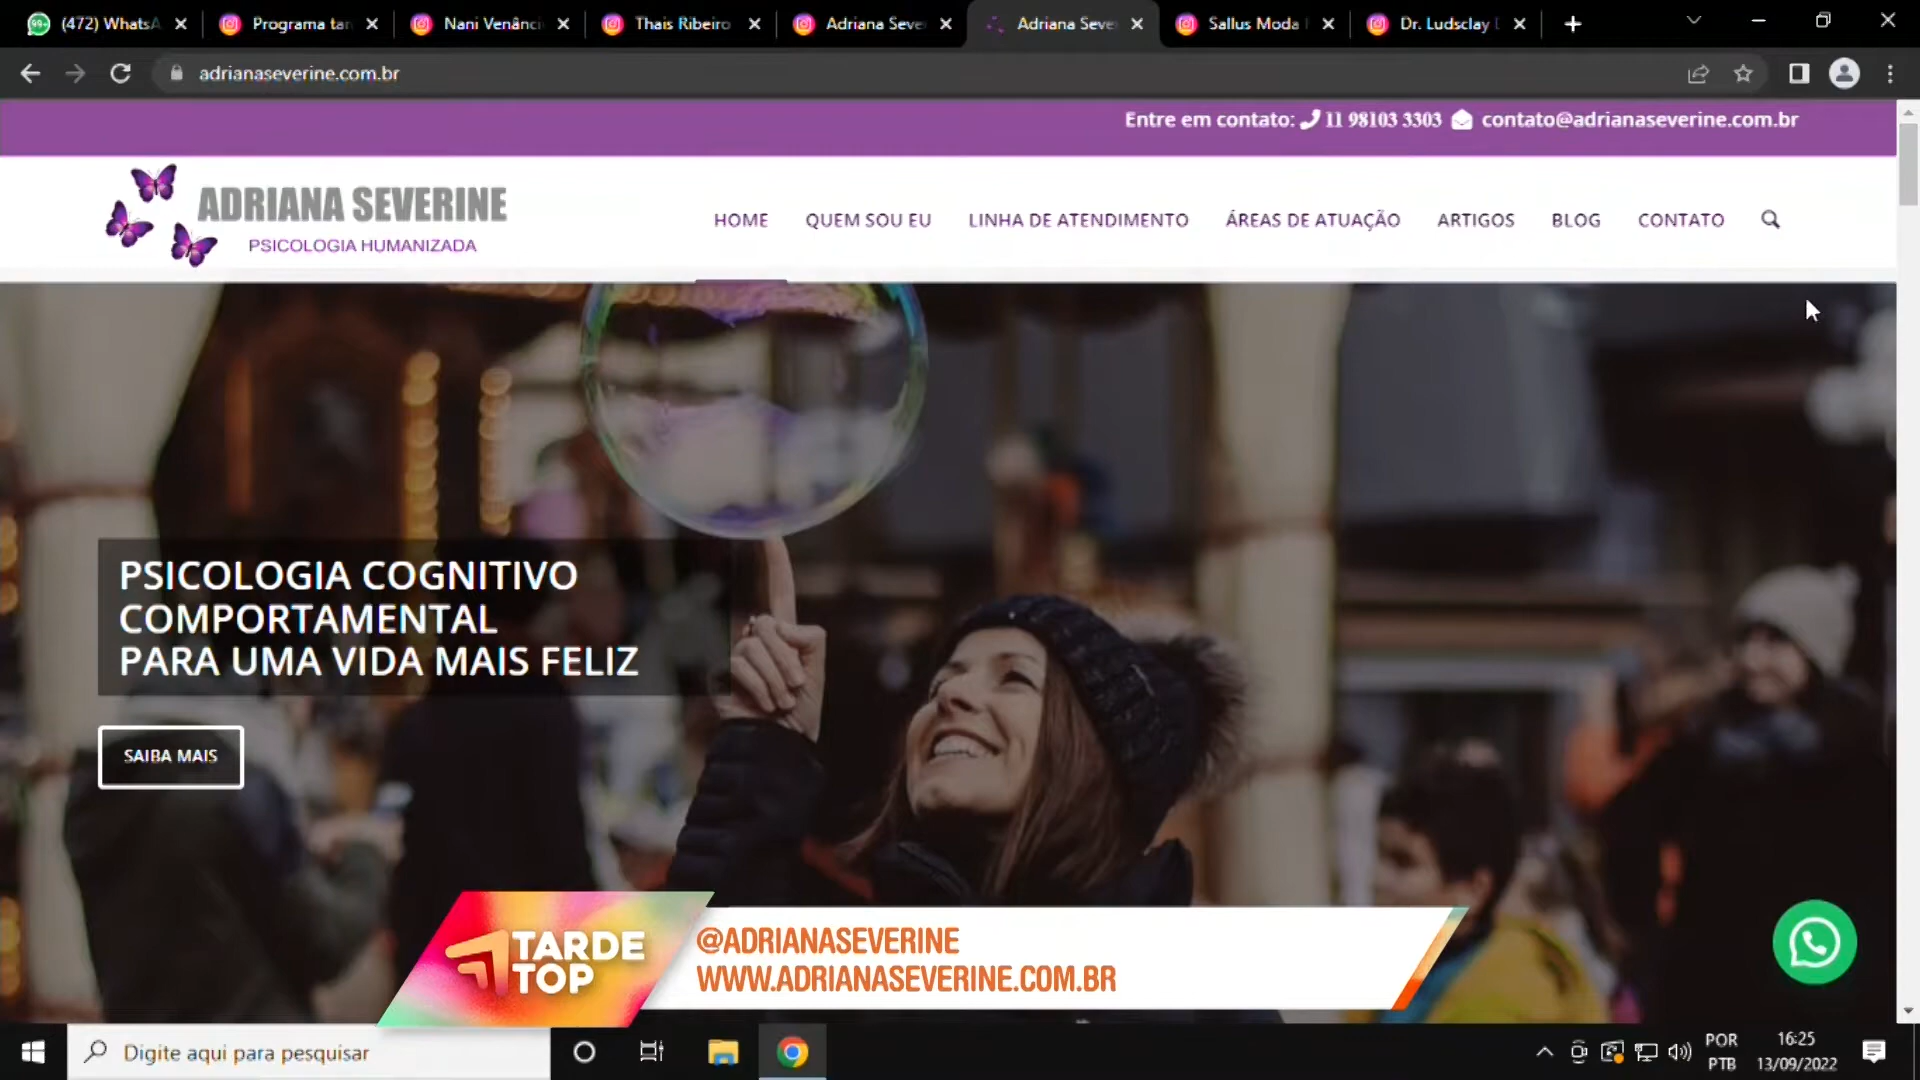 (472) WhatsA
Programa tar
Nani Venânci
Thais Ribeiro
Adriana Seve
Adriana Seve
Sallus Moda
Dr. Ludsclay
adrianaseverine.com.br
Entre em contato: 11 98103 3303 contato@adrianaseverine.com.br
ADRIANA SEVERINE
PSICOLOGIA HUMANIZADA
HOME QUEM SOU EU LINHA DE ATENDIMENTO ÁREAS DE ATUAÇÃO ARTIGOS BLOG CONTATO
PSICOLOGIA COGNITIVO
COMPORTAMENTAL
PARA UMA VIDA MAIS FELIZ
SAIBA MAIS
TARDE
TOP
@ADRIANASEVERINE
WWW.ADRIANASEVERINE.COM.BR
Digite aqui para pesquisar
POR
PTB
16:25
13/09/2022